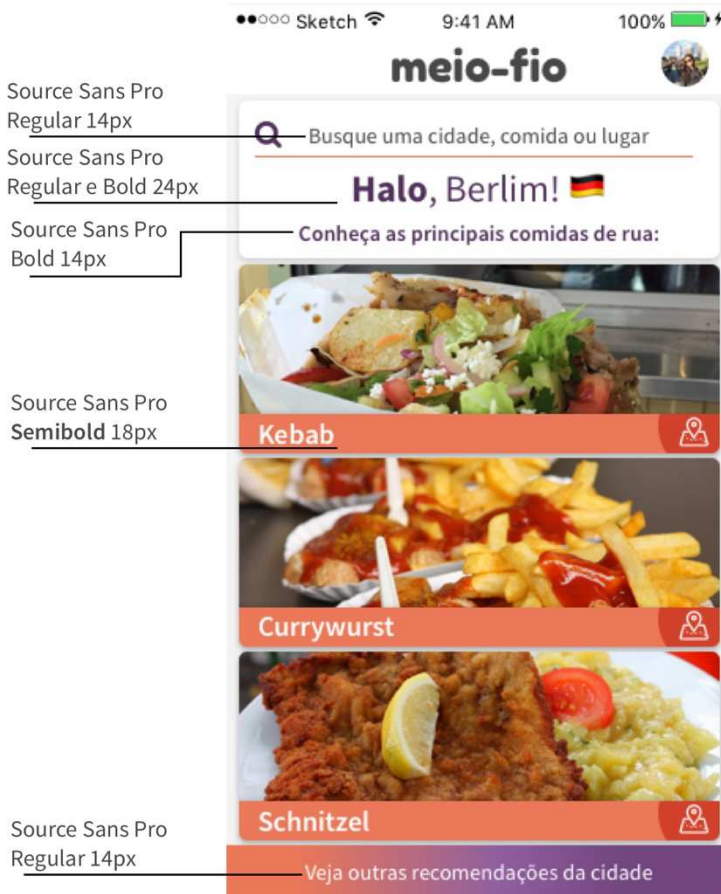 Sketch 9:41 AM 100%
meio-fio
Source Sans Pro
Regular 14px
Busque uma cidade, comida ou lugar
Source Sans Pro
Regular e Bold 24px
Halo, Berlim!
Source Sans Pro
Bold 14px
Conheça as principais comidas de rua:
Source Sans Pro
Semibold 18px
Kebab
Currywurst
Schnitzel
Source Sans Pro
Regular 14px
Veja outras recomendações da cidade